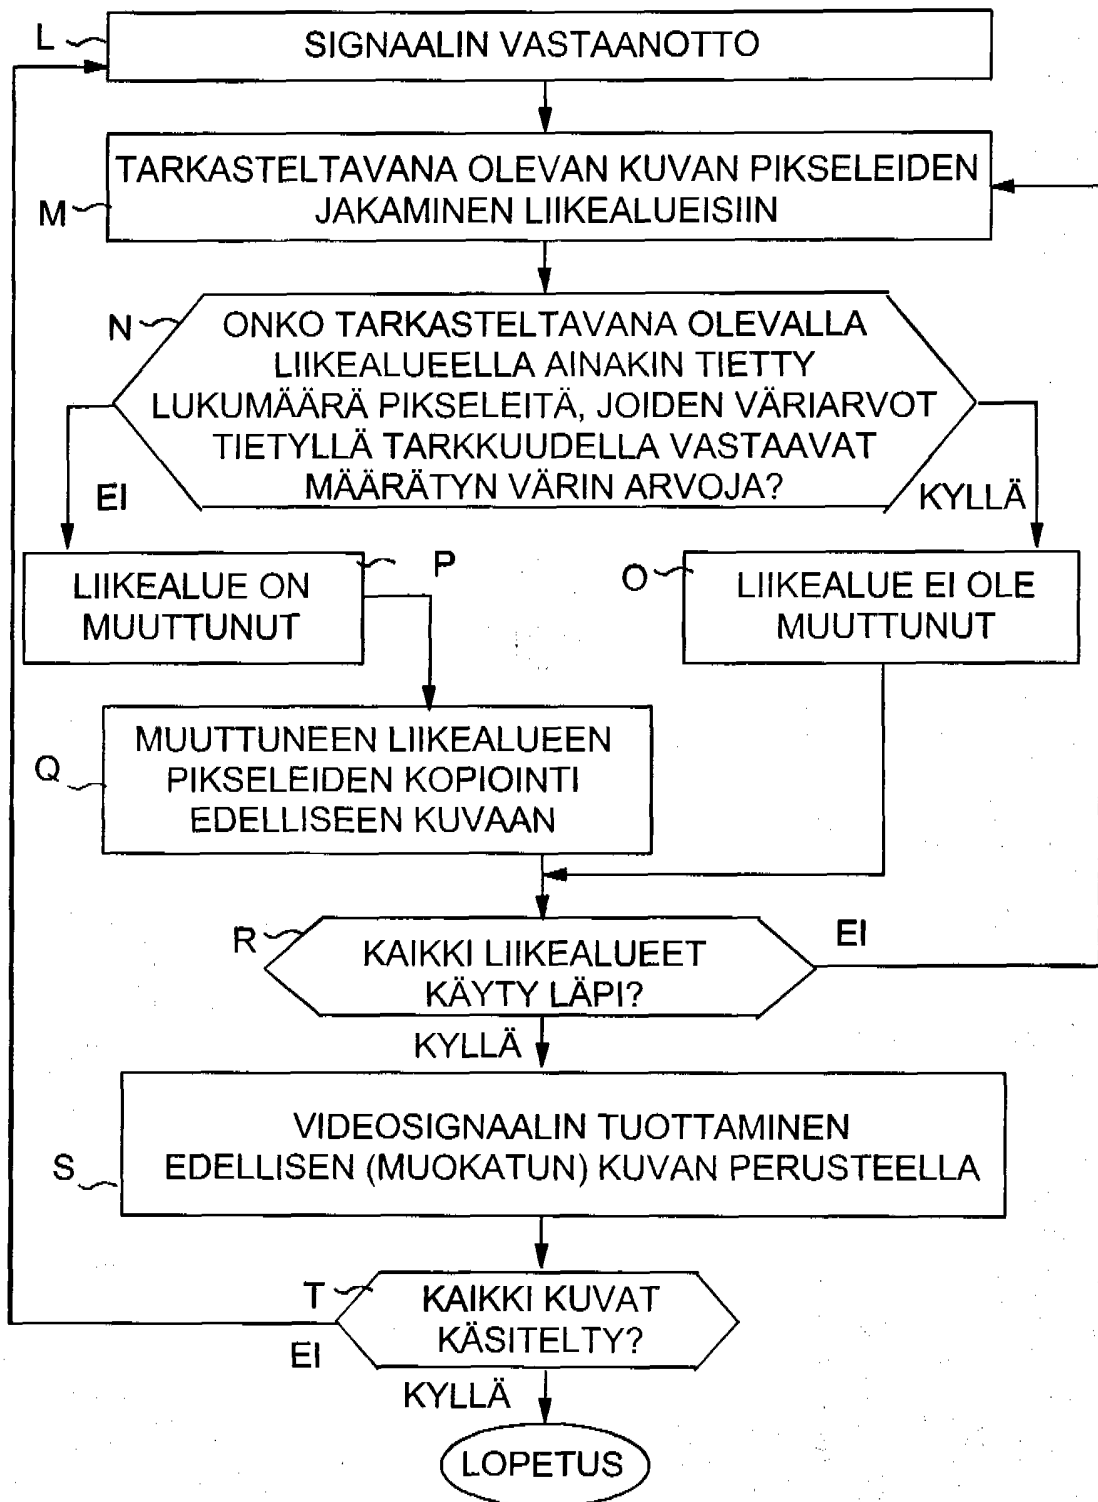 L
SIGNAALIN VASTAANOTTO
M
TARKASTELTAVANA OLEVAN KUVAN PIKSELEIDEN
JAKAMINEN LIIKEALUEISIIN
N
ONKO TARKASTELTAVANA OLEVALLA
LIIKEALUEELLA AINAKIN TIETTY
LUKUMÄÄRÄ PIKSELEITÄ, JOIDEN VÄRIARVOT
TIETYLLÄ TARKKUUDELLA VASTAAVAT
MÄÄRÄTYN VÄRIN ARVOJA?
EI
KYLLÄ
LIIKEALUE ON
MUUTTUNUT
P
O
LIIKEALUE EI OLE
MUUTTUNUT
Q
MUUTTUNEEN LIIKEALUEEN
PIKSELEIDEN KOPIOINTI
EDELLISEEN KUVAAN
R
KAIKKI LIIKEALUEET
KÄYTY LÄPI?
EI
KYLLÄ
S
VIDEOSIGNAALIN TUOTTAMINEN
EDELLISEN (MUOKATUN) KUVAN PERUSTEELLA
T
KAIKKI KUVAT
KÄSITELTY?
EI
KYLLÄ
LOPETUS